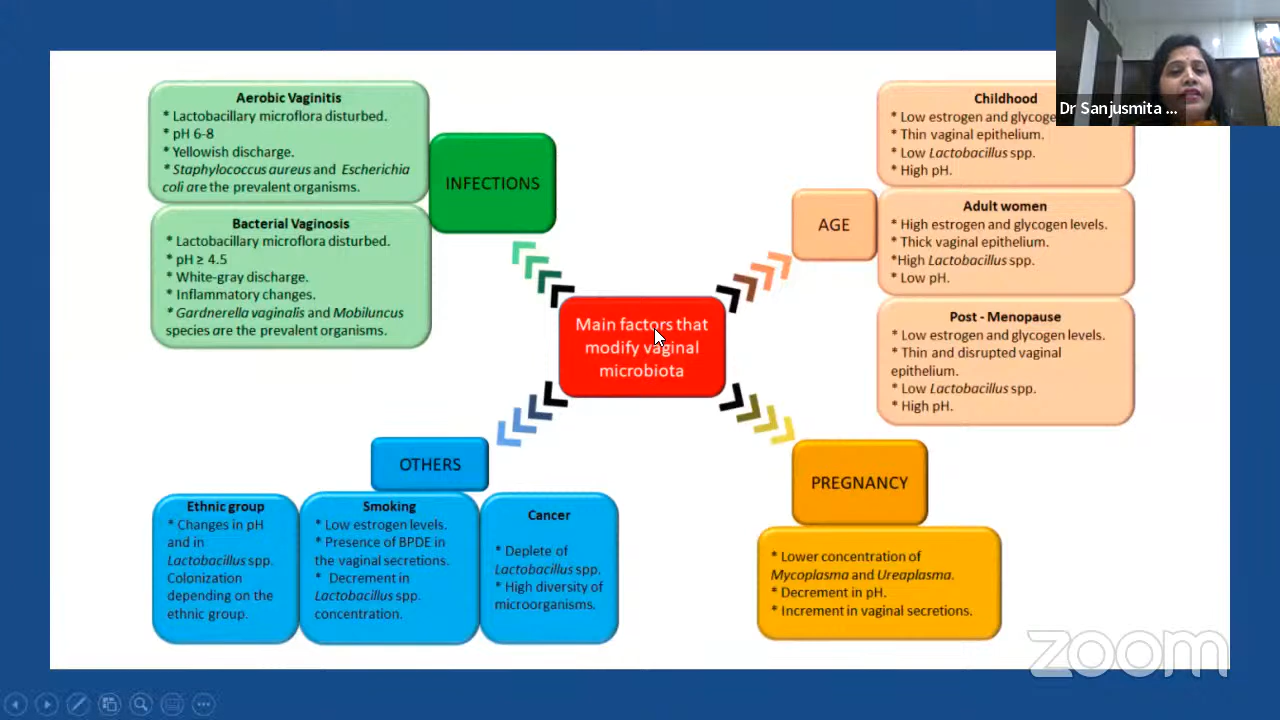 Aerobic Vaginitis
* Lactobacillary microflora disturbed.
* pH 6-8
* Yellowish discharge.
* Staphylococcus aureus and Escherichia
coli are the prevalent organisms.
INFECTIONS
Bacterial Vaginosis
* Lactobacillary microflora disturbed.
* pH ≥ 4.5
* White-gray discharge.
* Inflammatory changes.
* Gardnerella vaginalis and Mobiluncus
species are the prevalent organisms.
Dr Sanjusmita ...
Childhood
* Low estrogen and glycogen
* Thin vaginal epithelium.
* Low Lactobacillus spp.
* High pH.
AGE
Adult women
* High estrogen and glycogen levels.
* Thick vaginal epithelium.
*High Lactobacillus spp.
* Low pH.
Post - Menopause
* Low estrogen and glycogen levels.
* Thin and disrupted vaginal
epithelium.
* Low Lactobacillus spp.
* High pH.
Main factors that
modify vaginal
microbiota
OTHERS
Ethnic group
* Changes in pH
and in
Lactobacillus spp.
Colonization
depending on the
ethnic group.
Smoking
* Low estrogen levels.
* Presence of BPDE in
the vaginal secretions.
* Decrement in
Lactobacillus spp.
concentration.
Cancer
* Deplete of
Lactobacillus spp.
* High diversity of
microorganisms.
PREGNANCY
* Lower concentration of
Mycoplasma and Ureaplasma.
* Decrement in pH.
* Increment in vaginal secretions.
zoom